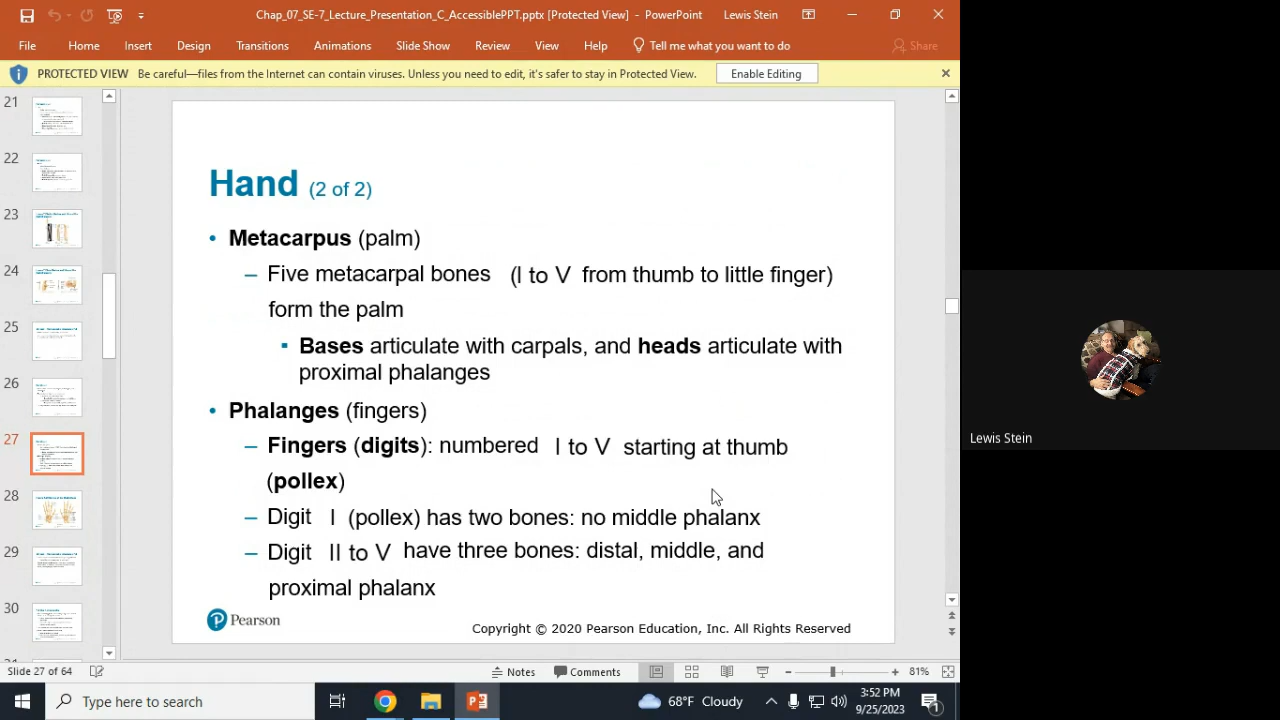 Chap_07_SE-7_Lecture_Presentation_C_AccessiblePPT.pptx [Protected View] - PowerPoint
Lewis Stein
File Home Insert Design Transitions Animations Slide Show Review View Help Tell me what you want to do Share
PROTECTED VIEW Be careful—files from the Internet can contain viruses. Unless you need to edit, it's safer to stay in Protected View. Enable Editing
21
22
23
24
25
26
27
28
29
30
Hand (2 of 2)
• Metacarpus (palm)
– Five metacarpal bones (I to V from thumb to little finger)
form the palm
▪ Bases articulate with carpals, and heads articulate with
proximal phalanges
• Phalanges (fingers)
– Fingers (digits): numbered I to V starting at thumb
(pollex)
– Digit I (pollex) has two bones: no middle phalanx
– Digit II to V have three bones: distal, middle, and
proximal phalanx
Pearson
Copyright © 2020 Pearson Education, Inc. All Rights Reserved
Lewis Stein
Slide 27 of 64 Notes Comments 81%
Type here to search
68°F Cloudy
3:52 PM
9/25/2023
1